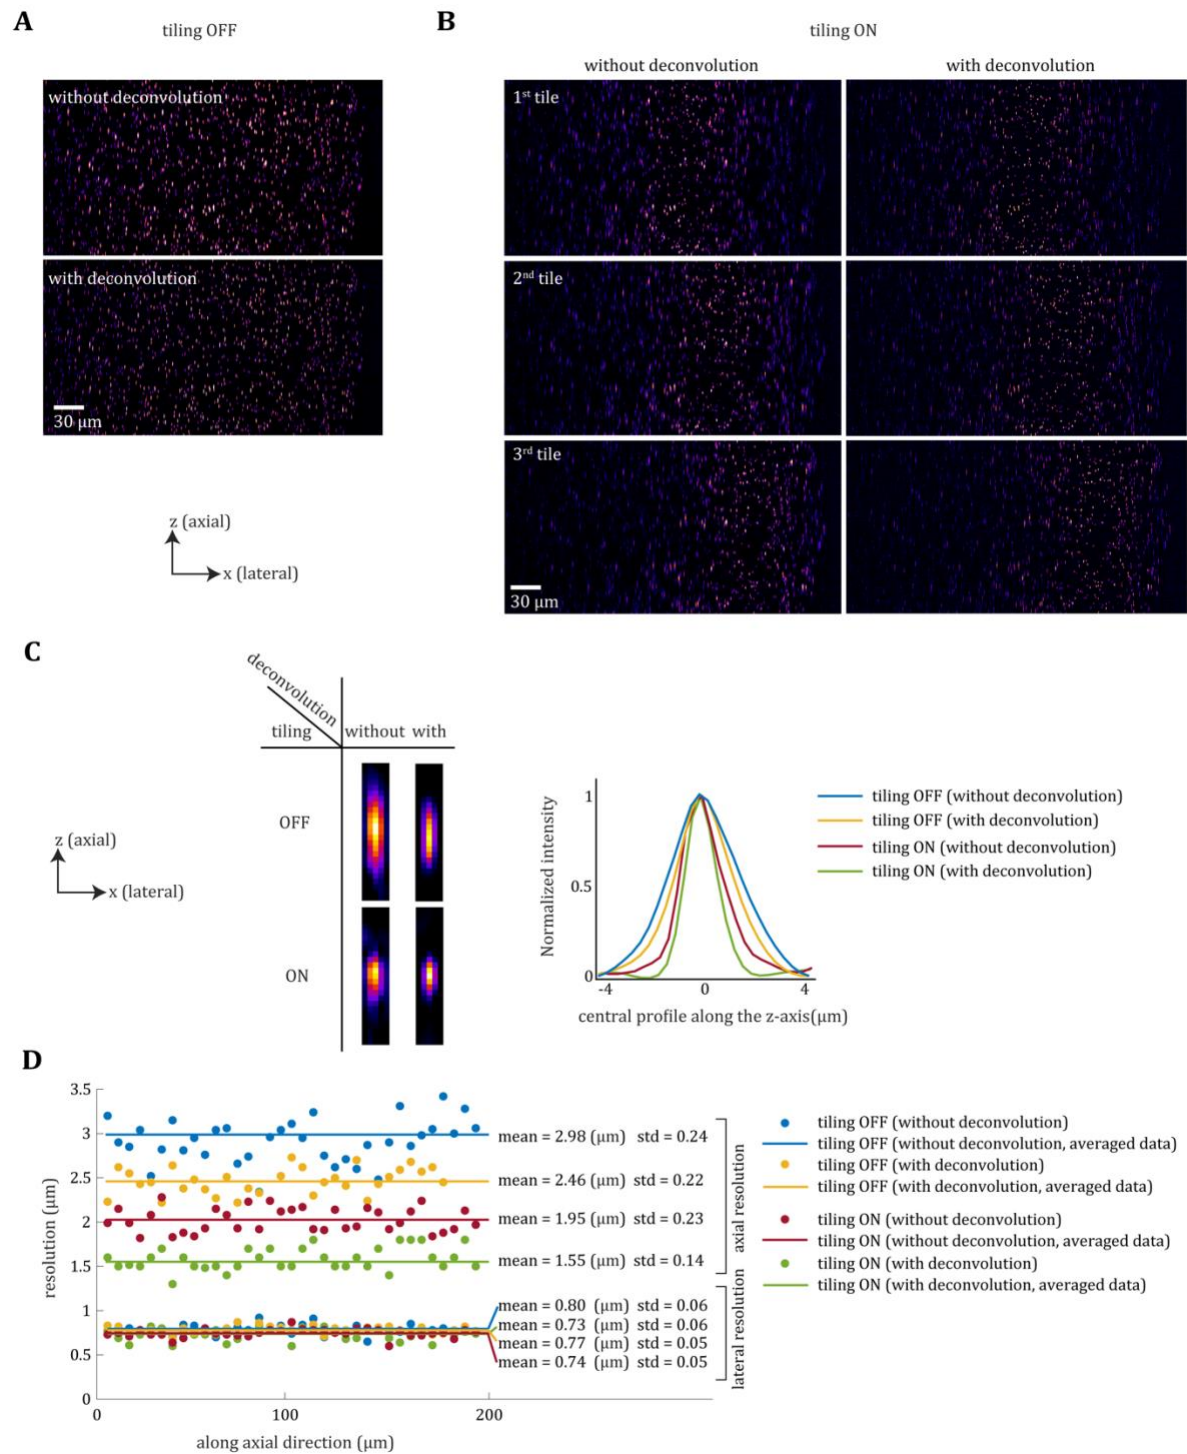 A
tiling OFF
B
tiling ON
without deconvolution
with deconvolution
without deconvolution
with deconvolution
30 μm
1st tile
2nd tile
3rd tile
30 μm
z (axial)
x (lateral)
C
deconvolution
tiling
without with
OFF
ON
z (axial)
x (lateral)
Normalized intensity
1
0.5
0
-4
0
4
central profile along the z-axis(μm)
tiling OFF (without deconvolution)
tiling OFF (with deconvolution)
tiling ON (without deconvolution)
tiling ON (with deconvolution)
D
resolution (μm)
3.5
3
2.5
2
1.5
1
0.5
0
0
100
200
along axial direction (μm)
mean = 2.98 (μm) std = 0.24
mean = 2.46 (μm) std = 0.22
mean = 1.95 (μm) std = 0.23
mean = 1.55 (μm) std = 0.14
axial resolution
mean = 0.80 (μm) std = 0.06
mean = 0.73 (μm) std = 0.06
mean = 0.77 (μm) std = 0.05
mean = 0.74 (μm) std = 0.05
lateral resolution
tiling OFF (without deconvolution)
tiling OFF (without deconvolution, averaged data)
tiling OFF (with deconvolution)
tiling OFF (with deconvolution, averaged data)
tiling ON (without deconvolution)
tiling ON (without deconvolution, averaged data)
tiling ON (with deconvolution)
tiling ON (with deconvolution, averaged data)